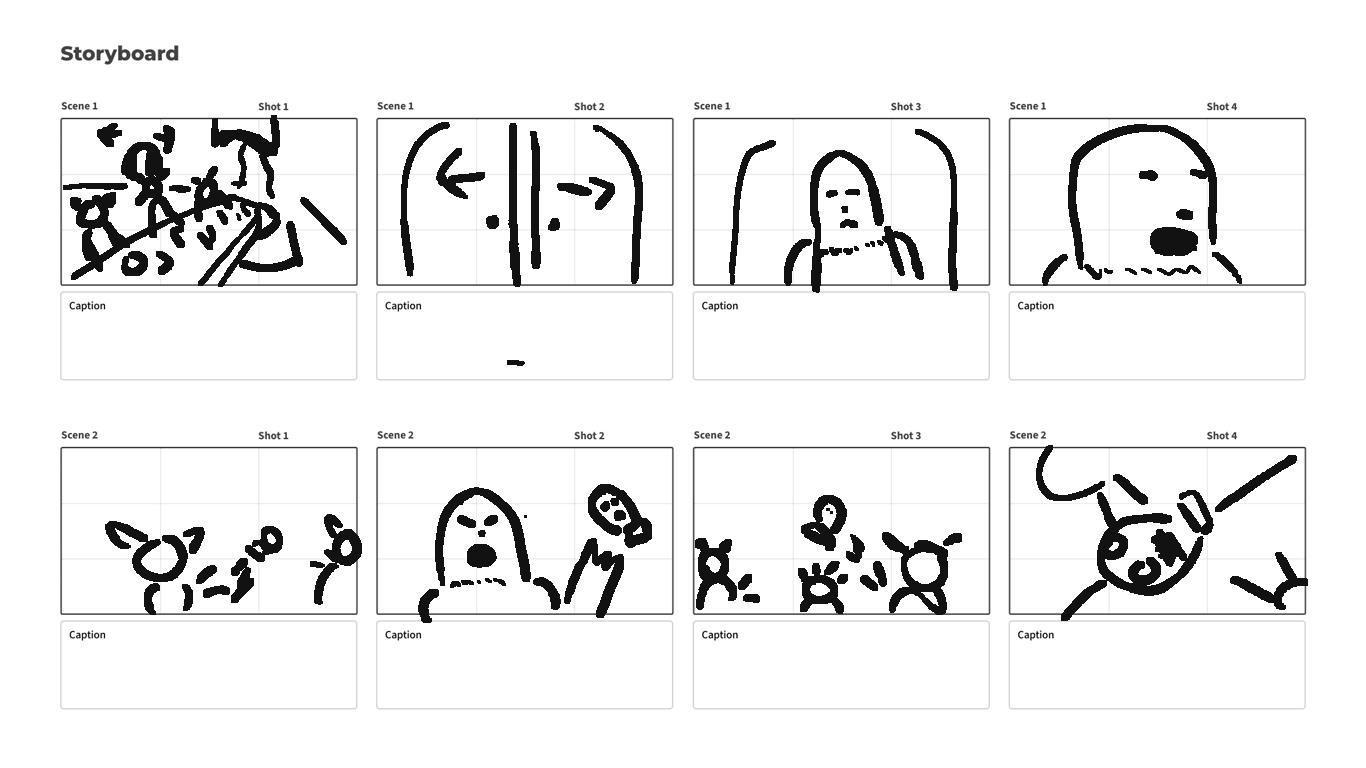 Storyboard
Scene 1 Shot 1
Scene 1 Shot 2
Scene 1 Shot 3
Scene 1 Shot 4
Caption
Caption
Caption
Caption
Scene 2 Shot 1
Scene 2 Shot 2
Scene 2 Shot 3
Scene 2 Shot 4
Caption
Caption
Caption
Caption